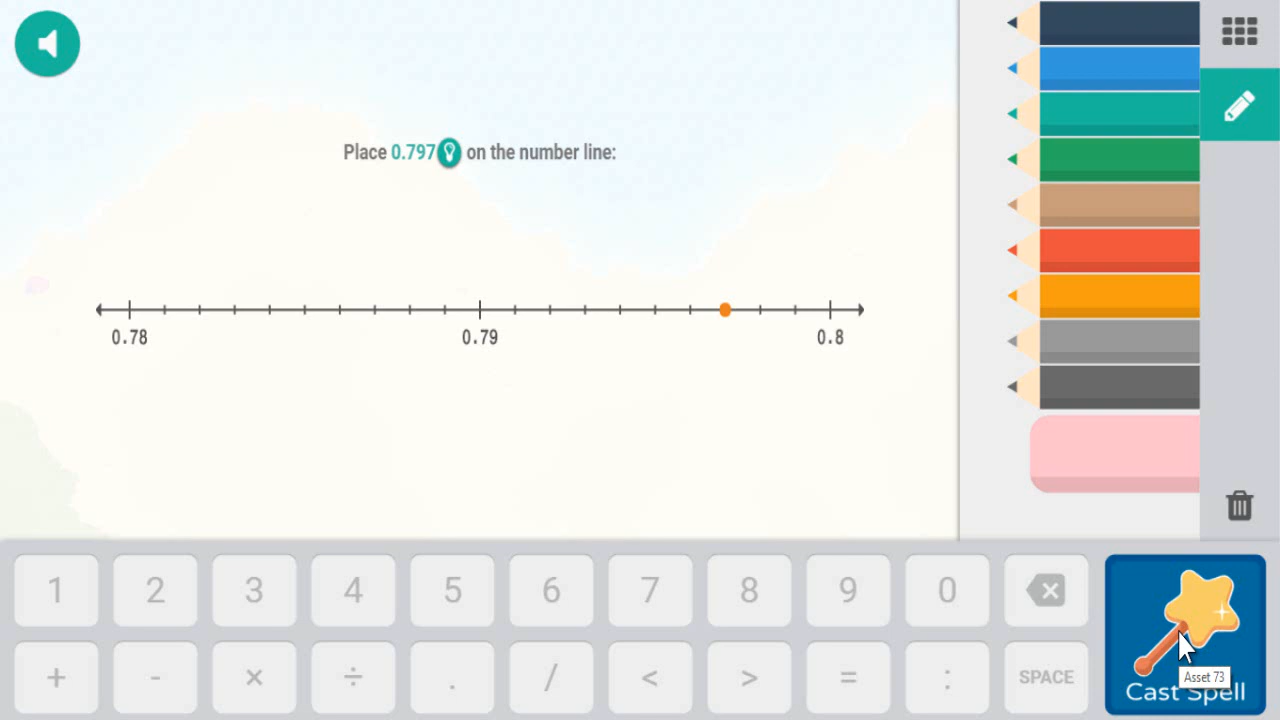 Place 0.797 on the number line:
0.78 0.79 0.8
1 2 3 4 5 6 7 8 9 0
+ - × ÷ . / < > = : SPACE
Asset 73
Cast Spell